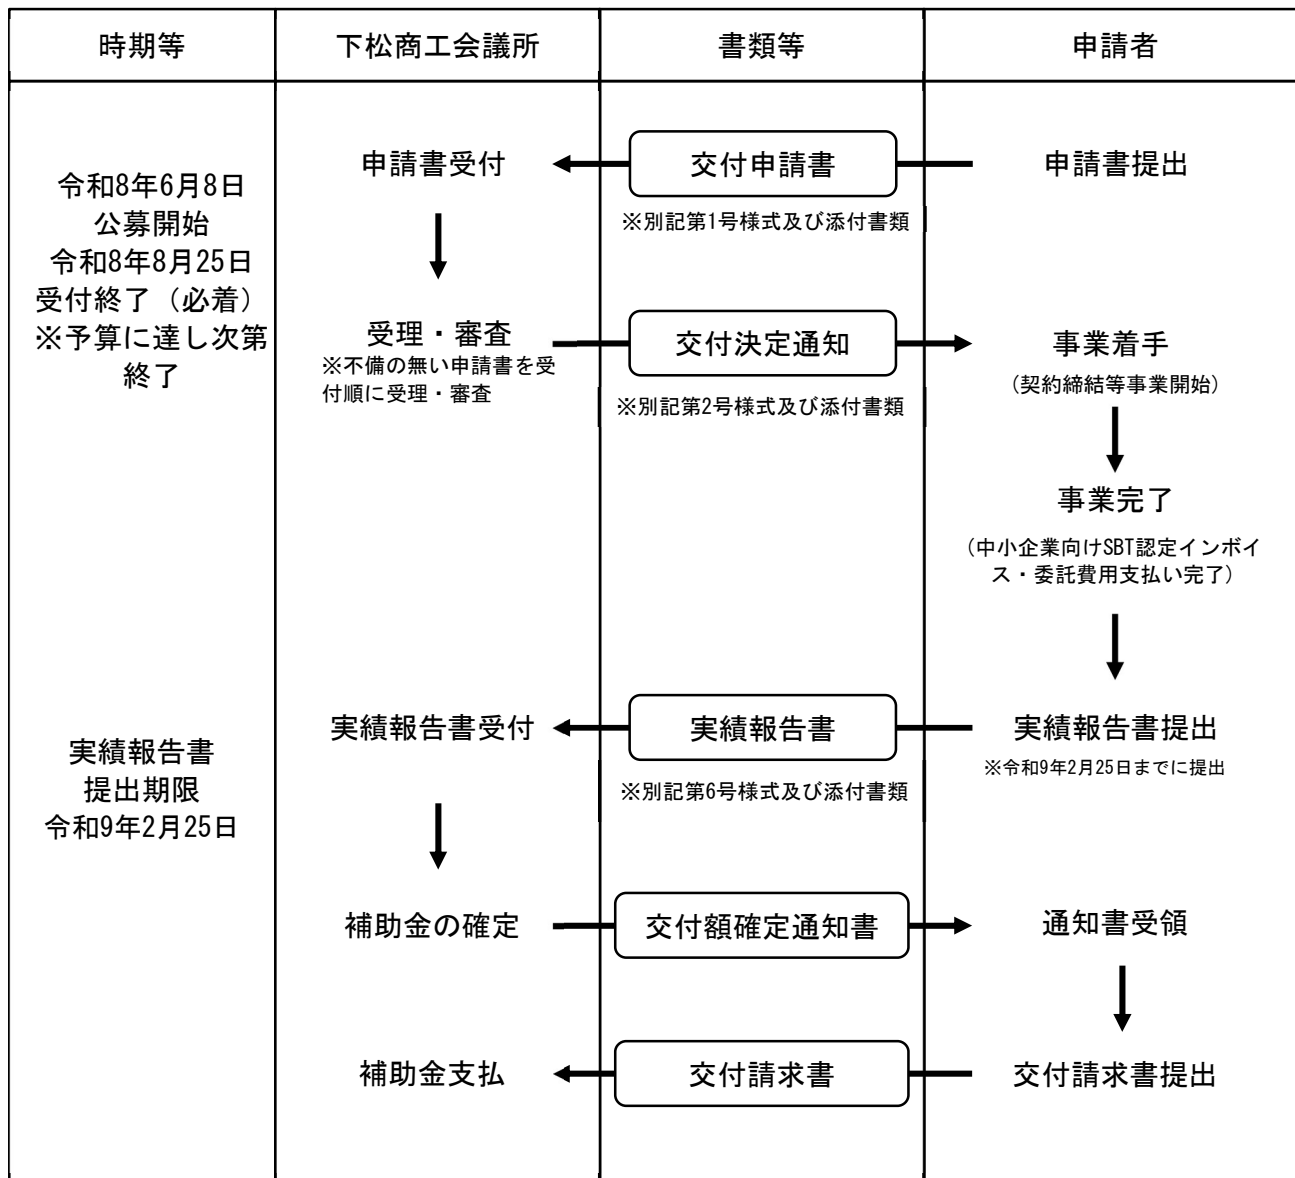 時期等
下松商工会議所
書類等
申請者
令和8年6月8日
公募開始
令和8年8月25日
受付終了（必着）
※予算に達し次第
終了
申請書受付
交付申請書
※別記第1号様式及び添付書類
申請書提出
受理・審査
※不備の無い申請書を受
付順に受理・審査
交付決定通知
※別記第2号様式及び添付書類
事業着手
（契約締結等事業開始）
事業完了
（中小企業向けSBT認定インボイ
ス・委託費用支払い完了）
実績報告書
提出期限
令和9年2月25日
実績報告書受付
実績報告書
※別記第6号様式及び添付書類
実績報告書提出
※令和9年2月25日までに提出
補助金の確定
交付額確定通知書
通知書受領
補助金支払
交付請求書
交付請求書提出